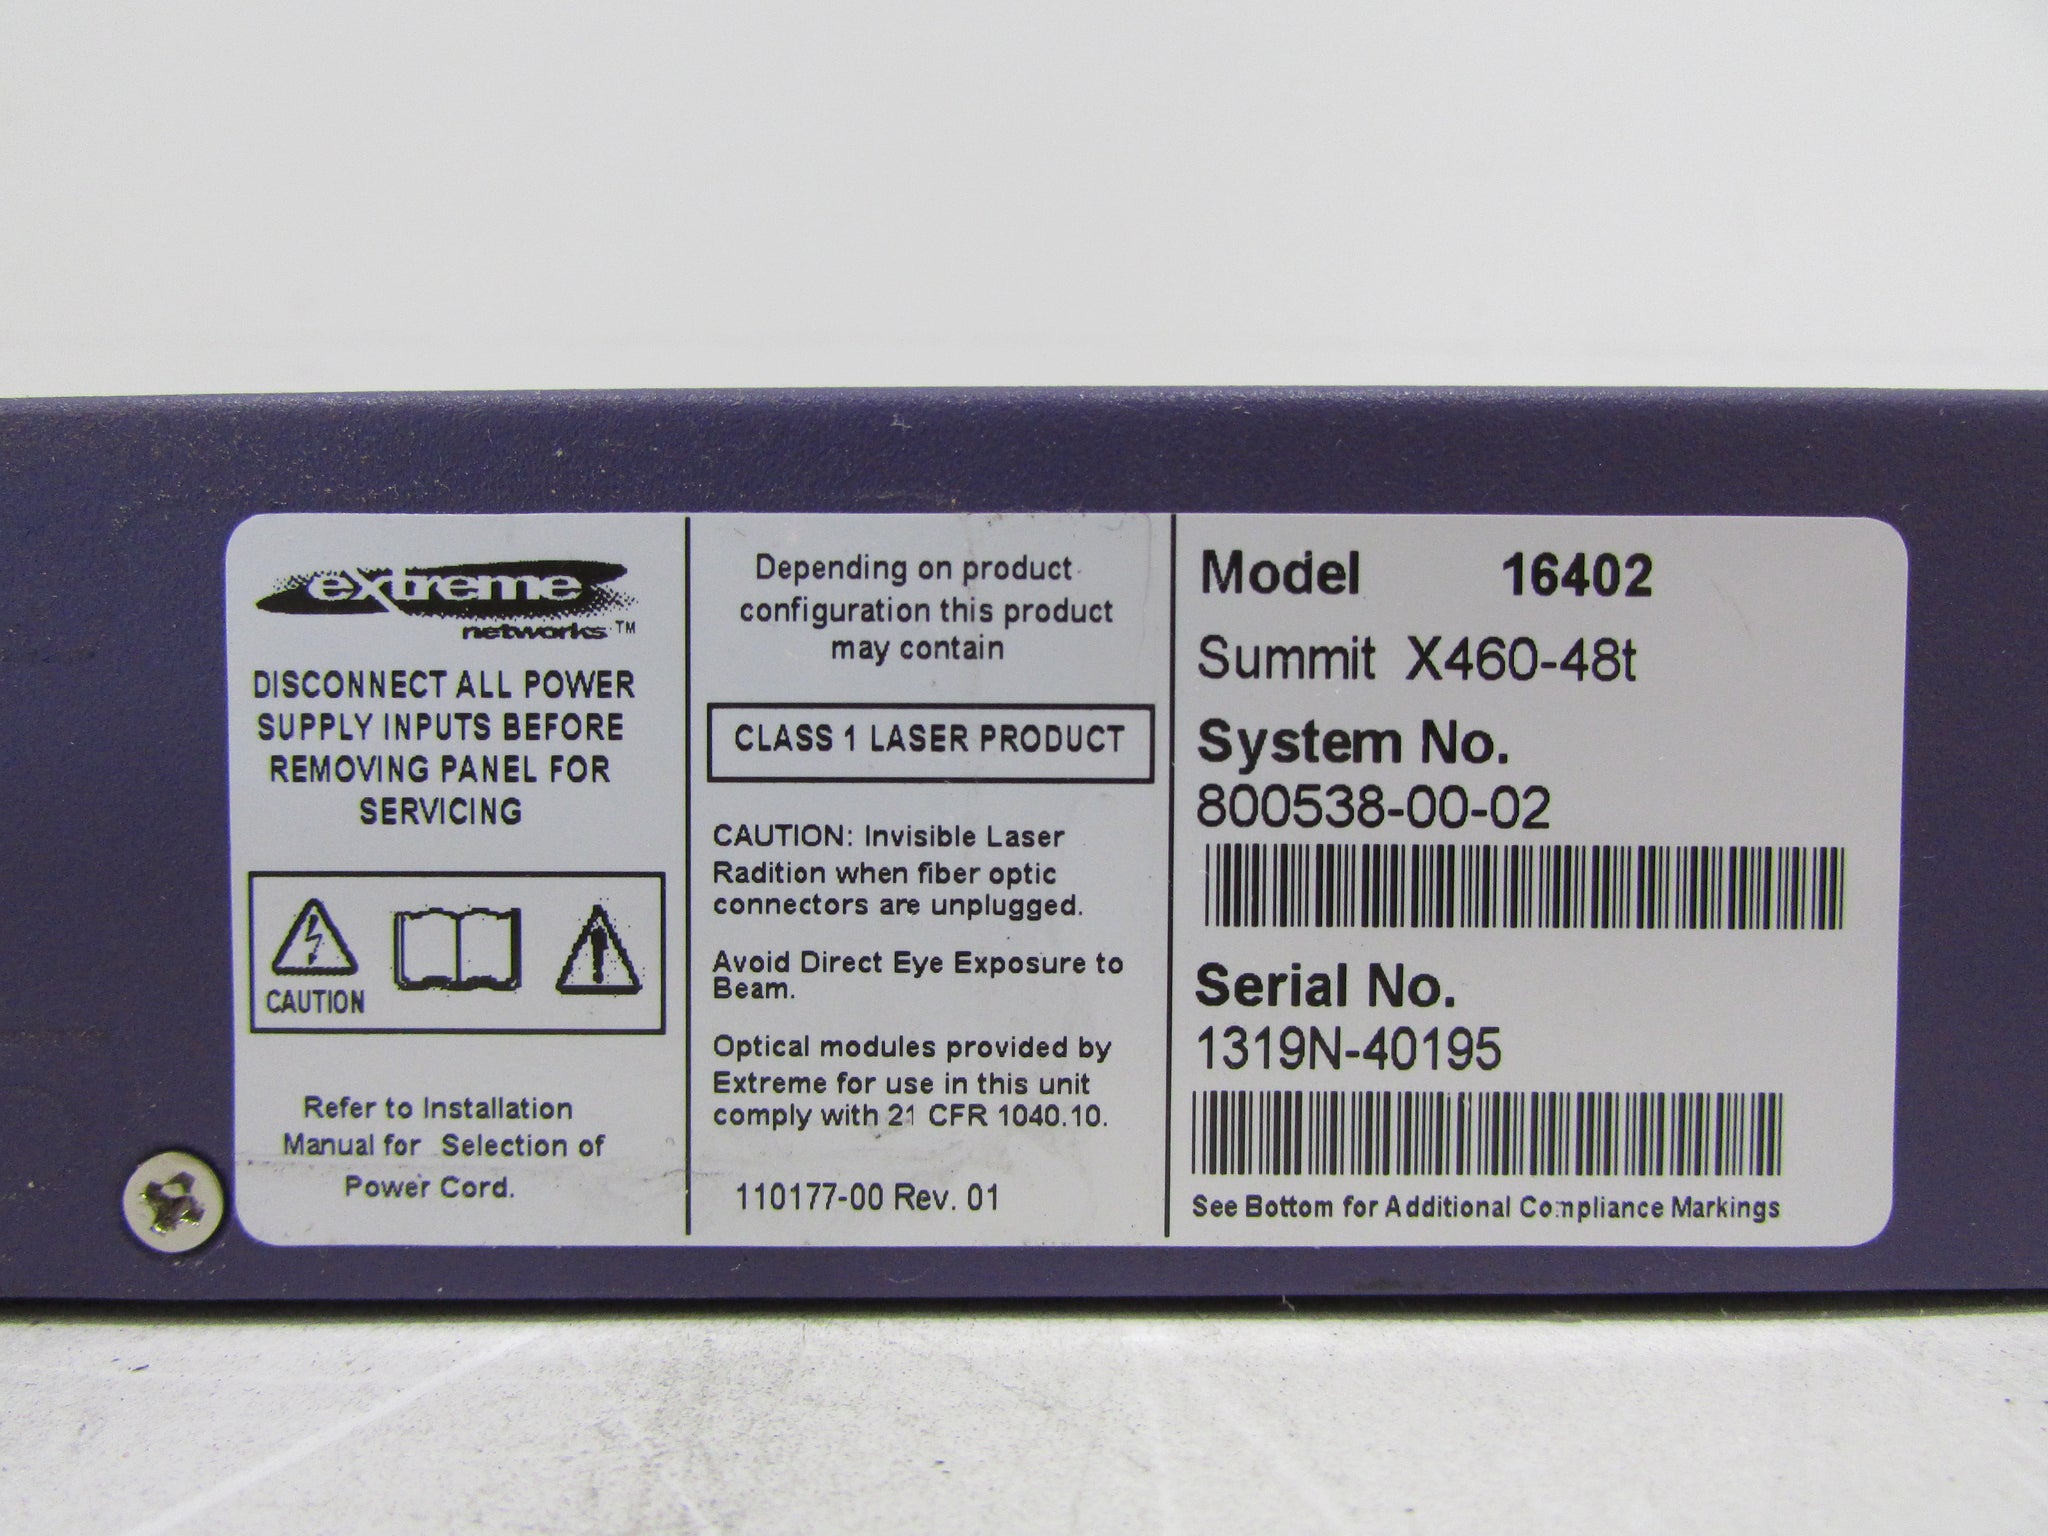 extreme
networks™
DISCONNECT ALL POWER
SUPPLY INPUTS BEFORE
REMOVING PANEL FOR
SERVICING
CAUTION
Refer to Installation
Manual for Selection of
Power Cord.
Depending on product
configuration this product
may contain
CLASS 1 LASER PRODUCT
CAUTION: Invisible Laser
Radition when fiber optic
connectors are unplugged.
Avoid Direct Eye Exposure to
Beam.
Optical modules provided by
Extreme for use in this unit
comply with 21 CFR 1040.10.
110177-00 Rev. 01
Model 16402
Summit X460-48t
System No.
800538-00-02
Serial No.
1319N-40195
See Bottom for Additional Compliance Markings